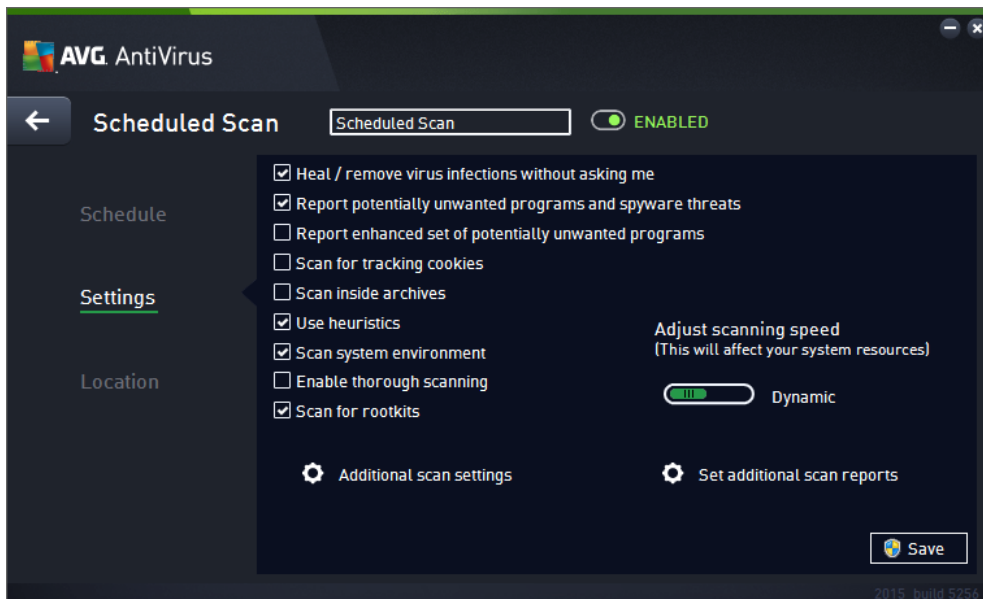 AVG. AntiVirus
Scheduled Scan
Scheduled Scan
ENABLED
Schedule
Settings
Location
Heal / remove virus infections without asking me
Report potentially unwanted programs and spyware threats
Report enhanced set of potentially unwanted programs
Scan for tracking cookies
Scan inside archives
Use heuristics
Scan system environment
Enable thorough scanning
Scan for rootkits
Adjust scanning speed
(This will affect your system resources)
Dynamic
Additional scan settings
Set additional scan reports
Save
2015 build 5256